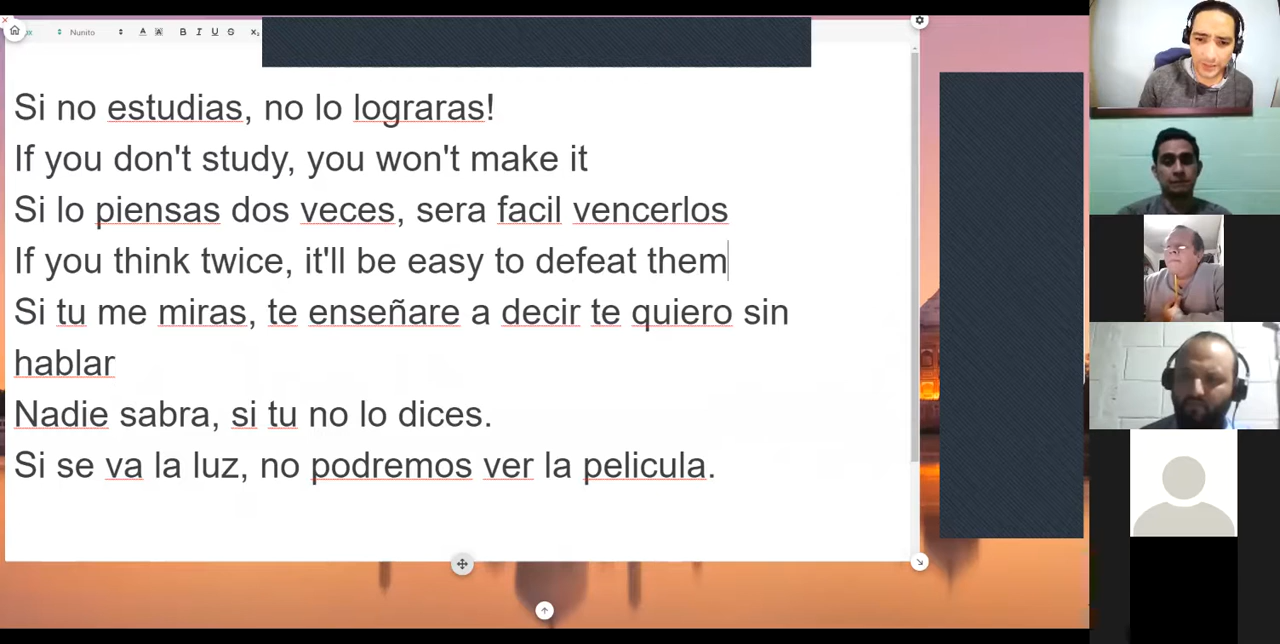 Nunito
A A B I U S X₂
Si no estudias, no lo lograras!
If you don't study, you won't make it
Si lo piensas dos veces, sera facil vencerlos
If you think twice, it'll be easy to defeat them
Si tu me miras, te enseñare a decir te quiero sin
hablar
Nadie sabra, si tu no lo dices.
Si se va la luz, no podremos ver la pelicula.